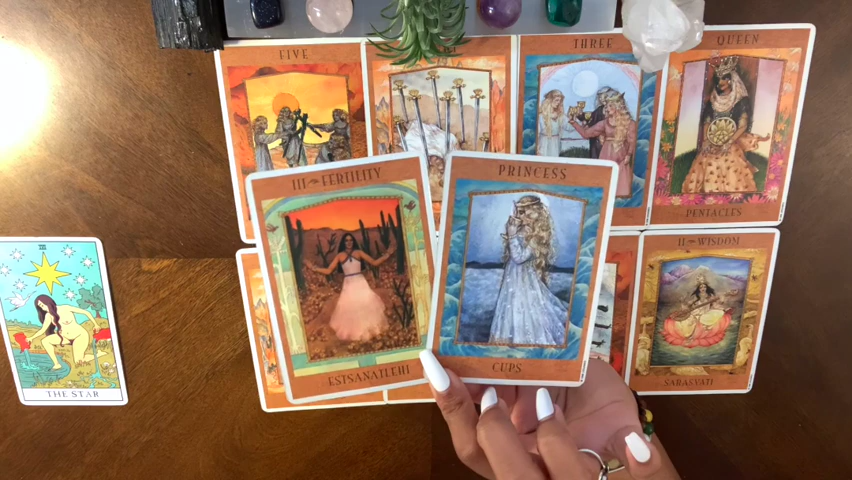 FIVE
THREE
QUEEN
PENTACLES
III FERTILITY
ESTSANATLEHI
PRINCESS
CUPS
II WISDOM
SARASVATI
THE STAR